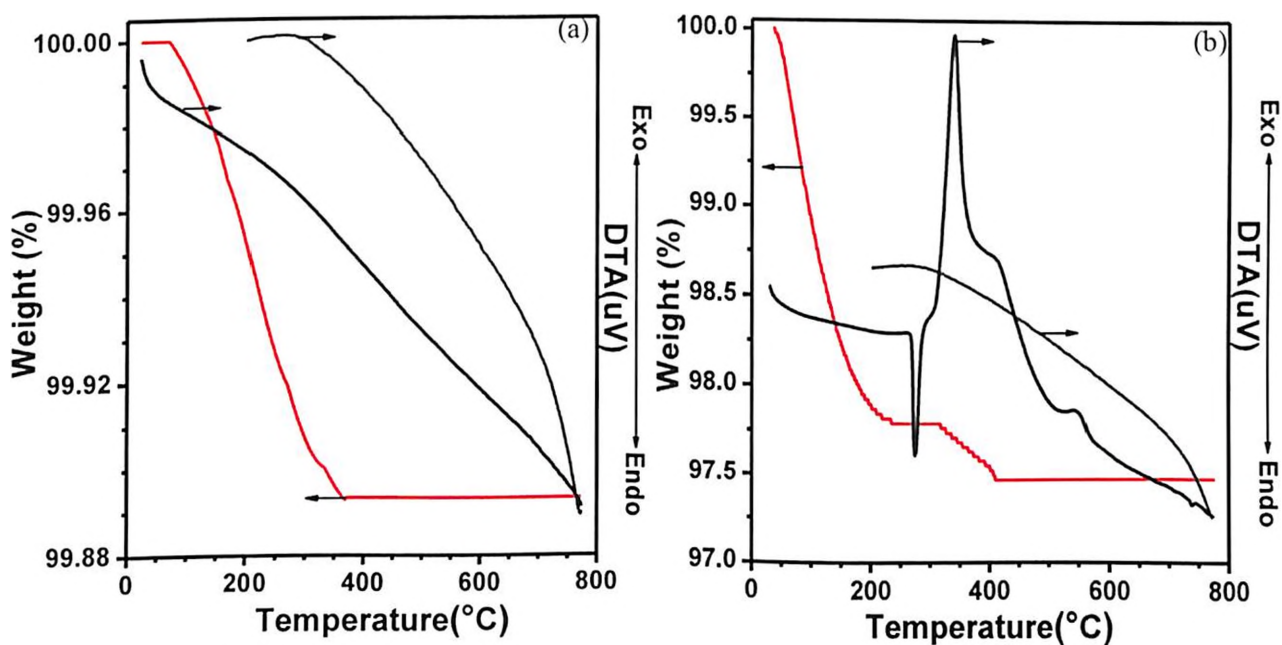 (a)
100.00
99.96
99.92
99.88
Weight (%)
0
200
400
600
800
Temperature(°C)
Exo
DTA(uV)
Endo
(b)
100.0
99.5
99.0
98.5
98.0
97.5
97.0
Weight (%)
0
200
400
600
800
Temperature(°C)
Exo
DTA(uV)
Endo